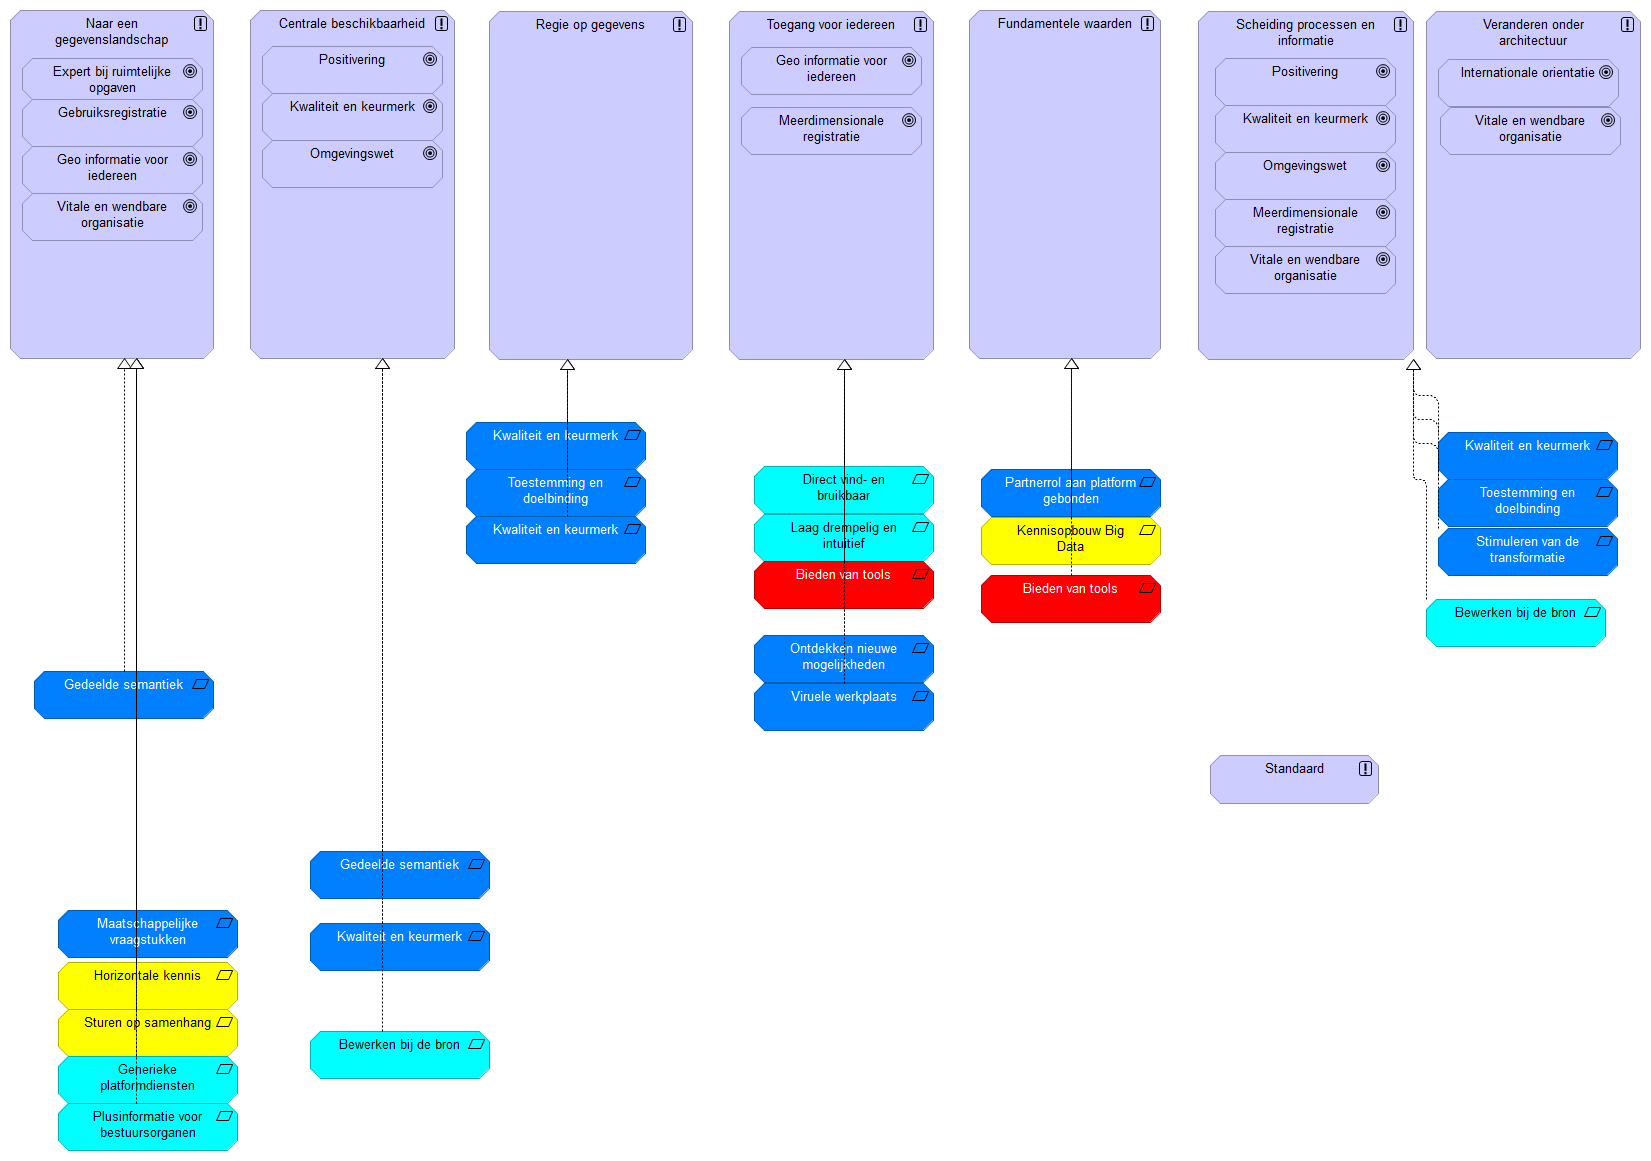 Naar een
gegevenslandschap
Expert bij ruimtelijke
opgaven
Gebruiksregistratie
Geo informatie voor
iedereen
Vitale en wendbare
organisatie
Centrale beschikbaarheid
Positivering
Kwaliteit en keurmerk
Omgevingswet
Regie op gegevens
Toegang voor iedereen
Geo informatie voor
iedereen
Meerdimensionale
registratie
Fundamentele waarden
Scheiding processen en
informatie
Positivering
Kwaliteit en keurmerk
Omgevingswet
Meerdimensionale
registratie
Vitale en wendbare
organisatie
Veranderen onder
architectuur
Internationale orientatie
Vitale en wendbare
organisatie
Gedeelde semantiek
Maatschappelijke
vraagstukken
Horizontale kennis
Sturen op samenhang
Generieke
platformdiensten
Plusinformatie voor
bestuursorganen
Gedeelde semantiek
Kwaliteit en keurmerk
Bewerken bij de bron
Kwaliteit en keurmerk
Toestemming en
doelbinding
Kwaliteit en keurmerk
Direct vind- en
bruikbaar
Laag drempelig en
intuitief
Bieden van tools
Ontdekken nieuwe
mogelijkheden
Viruele werkplaats
Partnerrol aan platform
gebonden
Kennisopbouw Big
Data
Bieden van tools
Kwaliteit en keurmerk
Toestemming en
doelbinding
Stimuleren van de
transformatie
Bewerken bij de bron
Standaard